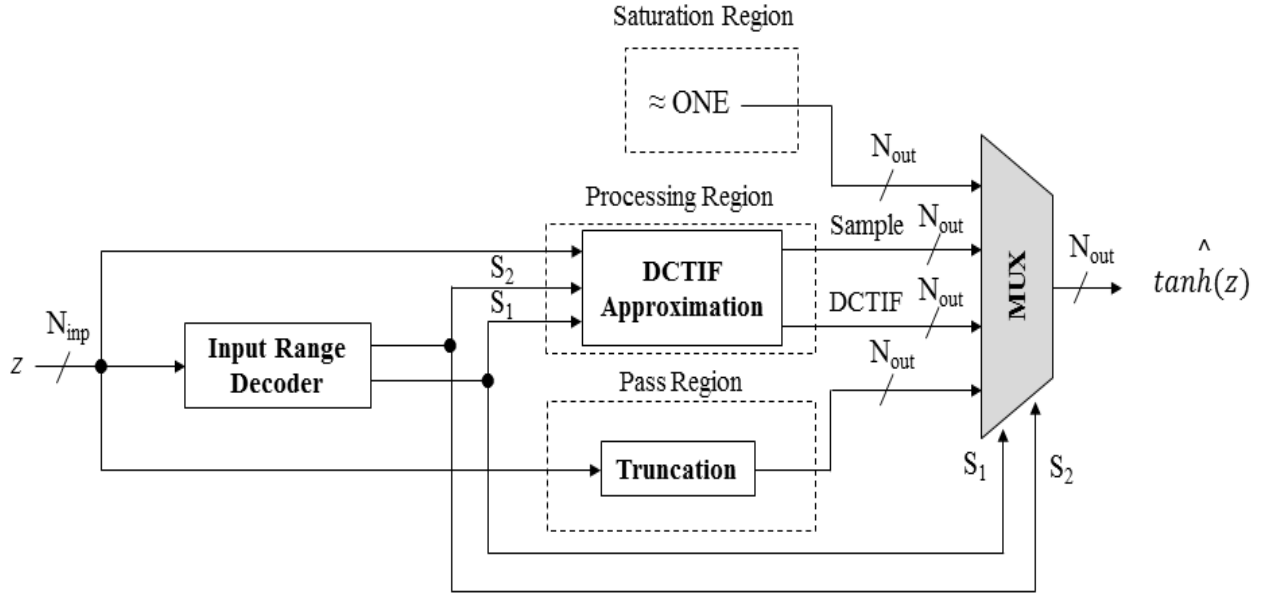 Saturation Region
≈ ONE
N_out
Processing Region
Sample
N_out
DCTIF
Approximation
S_2
S_1
DCTIF
N_out
MUX
N_out
^
tanh(z)
N_inp
z
Input Range
Decoder
Pass Region
N_out
Truncation
S_1
S_2